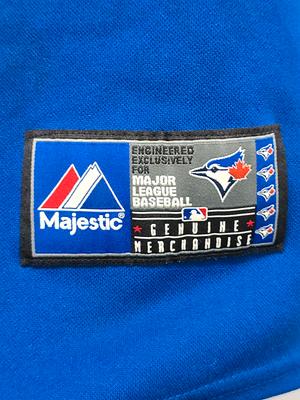 Majestic®
ENGINEERED
EXCLUSIVELY
FOR
MAJOR
LEAGUE
BASEBALL
GENUINE
MERCHANDISE